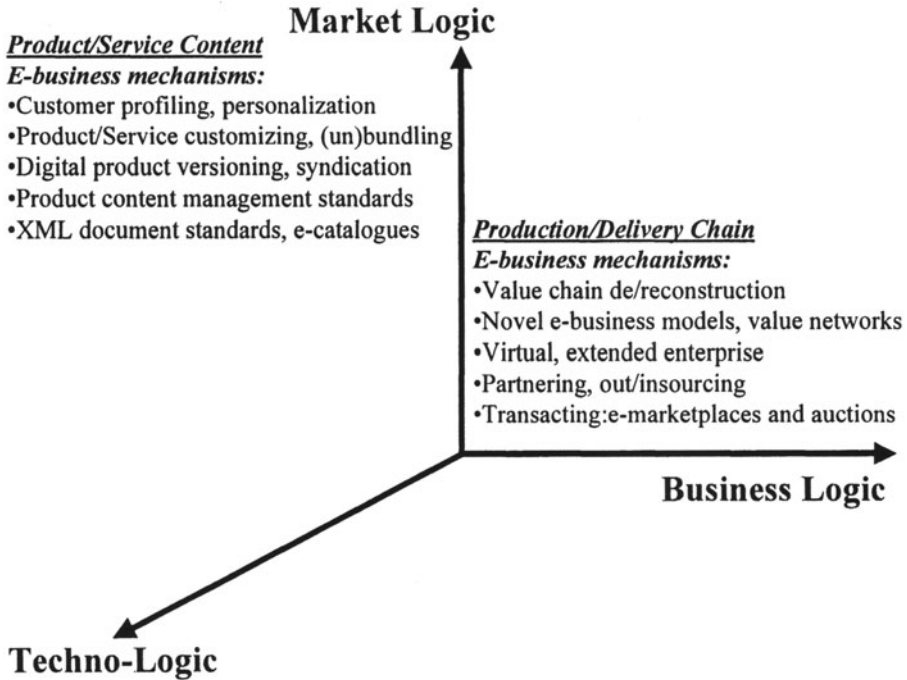 Market Logic
Product/Service Content
E-business mechanisms:
•Customer profiling, personalization
•Product/Service customizing, (un)bundling
•Digital product versioning, syndication
•Product content management standards
•XML document standards, e-catalogues
Production/Delivery Chain
E-business mechanisms:
•Value chain de/reconstruction
•Novel e-business models, value networks
•Virtual, extended enterprise
•Partnering, out/insourcing
•Transacting:e-marketplaces and auctions
Business Logic
Techno-Logic